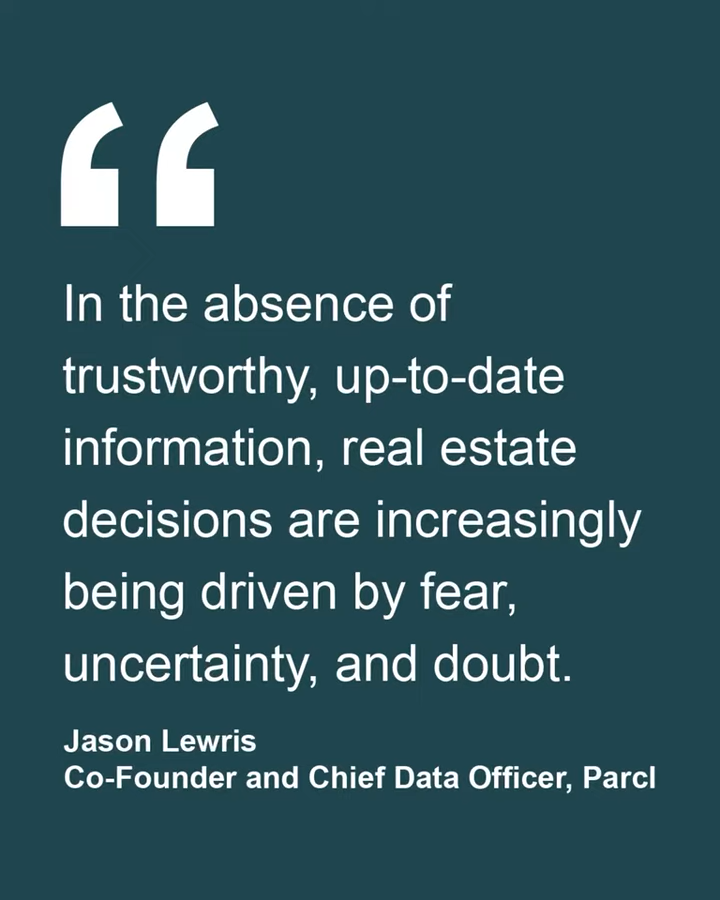 “
In the absence of
trustworthy, up-to-date
information, real estate
decisions are increasingly
being driven by fear,
uncertainty, and doubt.
Jason Lewris
Co-Founder and Chief Data Officer, Parcl